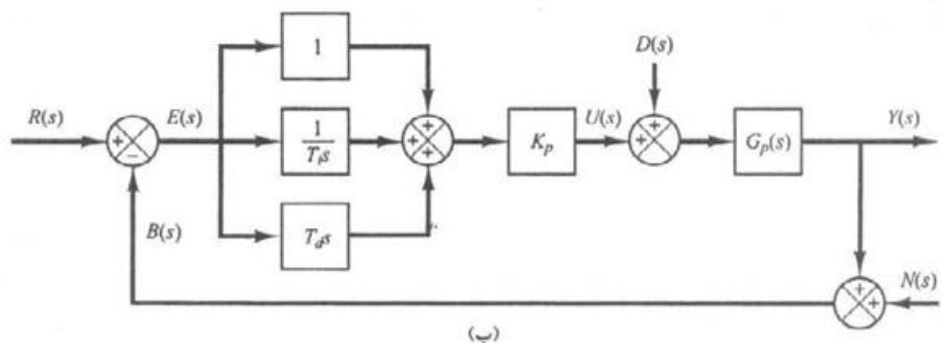 1
D(s)
R(s)
E(s)
1
T_i s
K_p
U(s)
G_p(s)
Y(s)
+
−
+
+
+
+
+
B(s)
T_d s
+
+
N(s)
(ب)